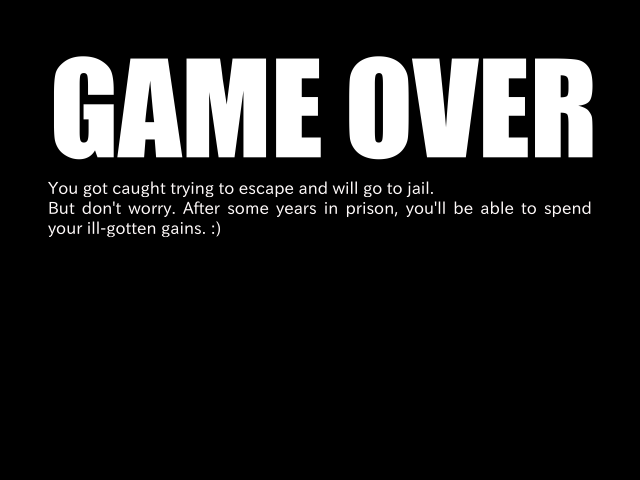 GAME OVER
You got caught trying to escape and will go to jail.
But don't worry. After some years in prison, you'll be able to spend
your ill-gotten gains. :)